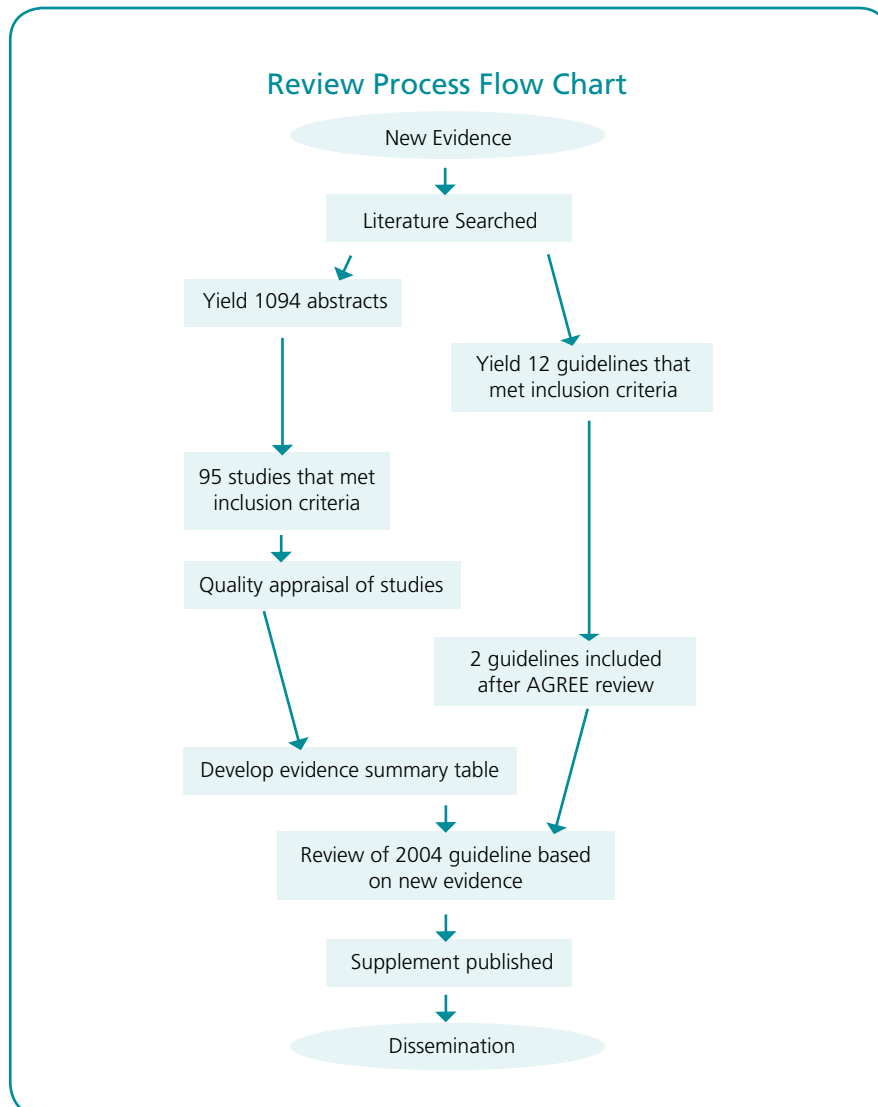 Review Process Flow Chart
New Evidence
Literature Searched
Yield 1094 abstracts
Yield 12 guidelines that
met inclusion criteria
95 studies that met
inclusion criteria
Quality appraisal of studies
2 guidelines included
after AGREE review
Develop evidence summary table
Review of 2004 guideline based
on new evidence
Supplement published
Dissemination